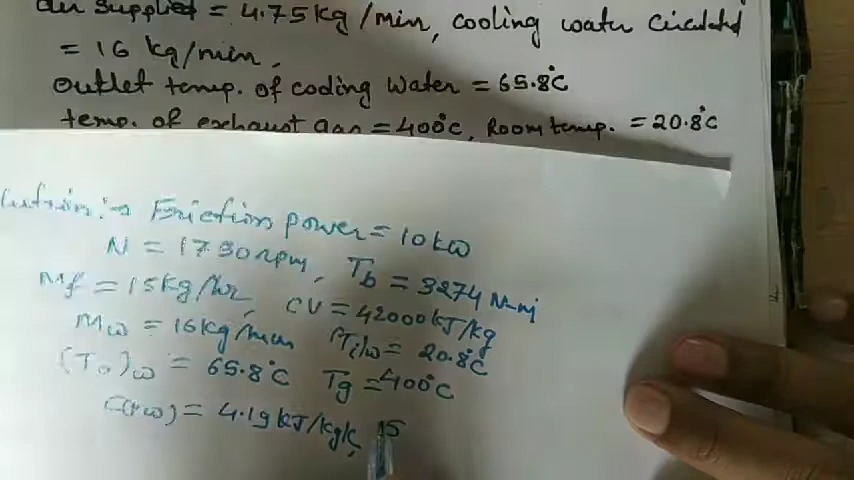 air supplied = 4.75 kg/min, cooling water circulated
= 16 kg/min.
Outlet temp. of cooling water = 65.8°C
temp. of exhaust gas = 400°C, Room temp. = 20.8°C
lution:→ Friction power = 10 kW
N = 1730 rpm, Tb = 3274 N-m
Mf = 15 kg/hr, CV = 42000 kJ/kg
Mw = 16 kg/min (Ti)w = 20.8°C
(To)w = 65.8°C Tg = 400°C
C(pw) = 4.19 kJ/kgK,